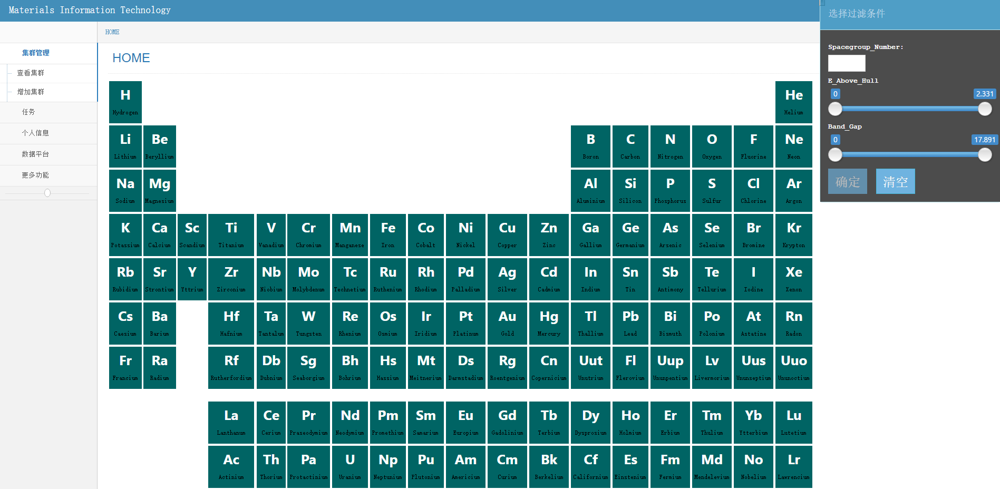 Materials Information Technology
选择过滤条件
HOME
集群管理
查看集群
增加集群
任务
个人信息
数据平台
更多功能
HOME
Spacegroup_Number:
E_Above_Hull
0 2.331
Band_Gap
0 17.891
确定 清空
H He
Hydrogen Helium
Li Be B C N O F Ne
Lithium Beryllium Boron Carbon Nitrogen Oxygen Fluorine Neon
Na Mg Al Si P S Cl Ar
Sodium Magnesium Aluminium Silicon Phosphorus Sulfur Chlorine Argon
K Ca Sc Ti V Cr Mn Fe Co Ni Cu Zn Ga Ge As Se Br Kr
Potassium Calcium Scandium Titanium Vanadium Chromium Manganese Iron Cobalt Nickel Copper Zinc Gallium Germanium Arsenic Selenium Bromine Krypton
Rb Sr Y Zr Nb Mo Tc Ru Rh Pd Ag Cd In Sn Sb Te I Xe
Rubidium Strontium Yttrium Zirconium Niobium Molybdenum Technetium Ruthenium Rhodium Palladium Silver Cadmium Indium Tin Antimony Tellurium Iodine Xenon
Cs Ba Hf Ta W Re Os Ir Pt Au Hg Tl Pb Bi Po At Rn
Caesium Barium Hafnium Tantalum Tungsten Rhenium Osmium Iridium Platinum Gold Mercury Thallium Lead Bismuth Polonium Astatine Radon
Fr Ra Rf Db Sg Bh Hs Mt Ds Rg Cn Uut Fl Uup Lv Uus Uuo
Francium Radium Rutherfordium Dubnium Seaborgium Bohrium Hassium Meitnerium Darmstadium Roentgenium Copernicium Unutrium Flerovium Ununpentium Livermorium Ununseptium Ununoctium
La Ce Pr Nd Pm Sm Eu Gd Tb Dy Ho Er Tm Yb Lu
Lanthanum Cerium Praseodymium Neodymium Promethium Samarium Europium Gadolinium Terbium Dysprosium Holmium Erbium Thulium Ytterbium Lutetium
Ac Th Pa U Np Pu Am Cm Bk Cf Es Fm Md No Lr
Actinium Thorium Protactinium Uranium Neptunium Plutonium Americium Curium Berkelium Californium Einstenium Fermium Mendelevium Nobelium Lawrencium